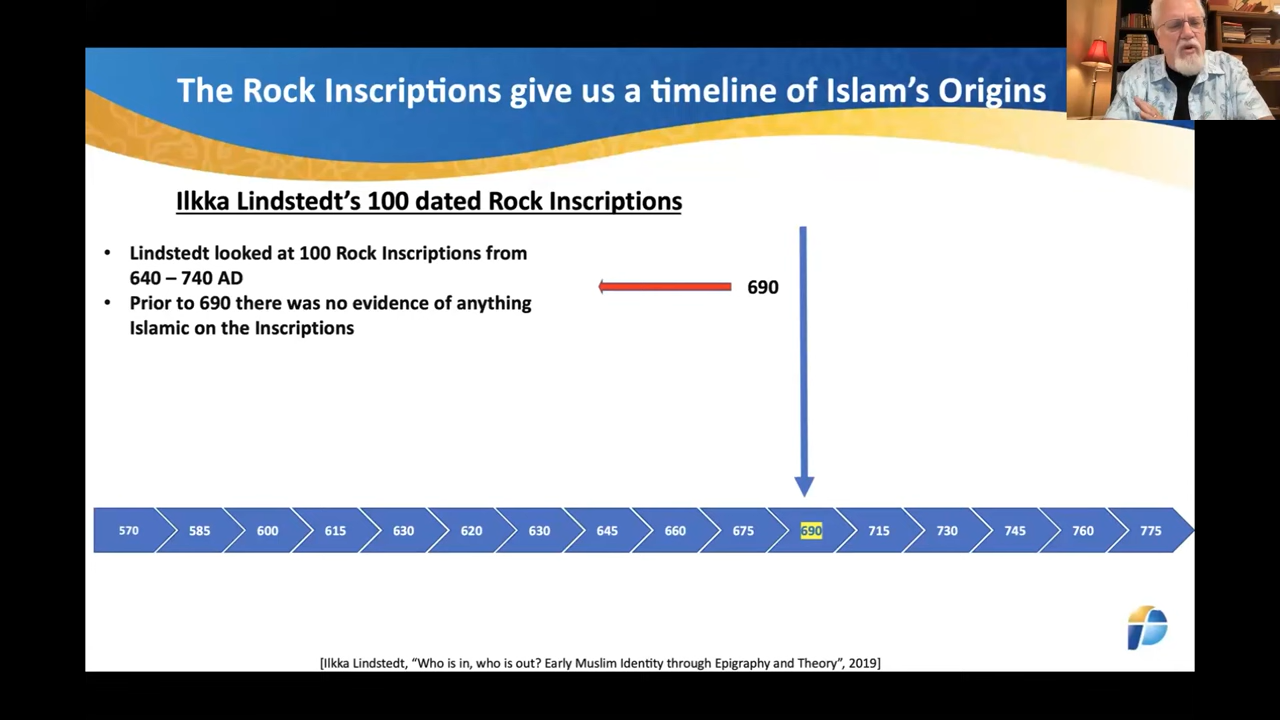 The Rock Inscriptions give us a timeline of Islam's Origins
Ilkka Lindstedt's 100 dated Rock Inscriptions
• Lindstedt looked at 100 Rock Inscriptions from
640 – 740 AD
• Prior to 690 there was no evidence of anything
Islamic on the Inscriptions
690
570 585 600 615 630 620 630 645 660 675 690 715 730 745 760 775
[Ilkka Lindstedt, “Who is in, who is out? Early Muslim Identity through Epigraphy and Theory”, 2019]